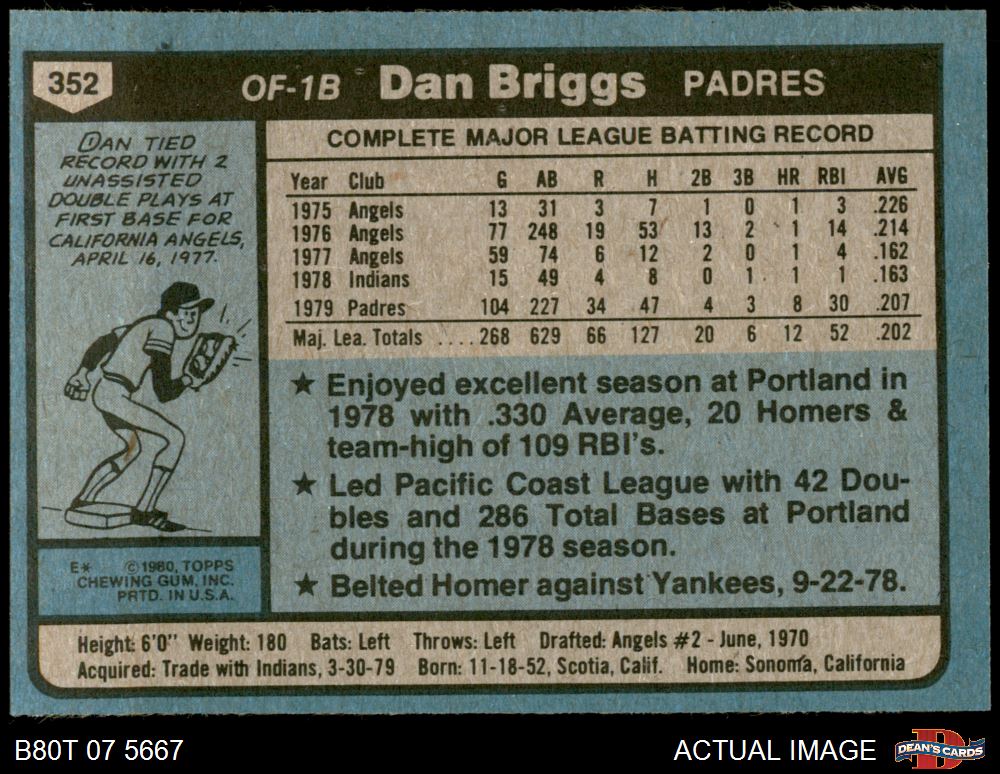 352 OF-1B Dan Briggs PADRES
DAN TIED
RECORD WITH 2
UNASSISTED
DOUBLE PLAYS AT
FIRST BASE FOR
CALIFORNIA ANGELS,
APRIL 16, 1977.
E* ©1980, TOPPS
CHEWING GUM, INC.
PRTD. IN U.S.A.
COMPLETE MAJOR LEAGUE BATTING RECORD
Year Club G AB R H 2B 3B HR RBI AVG
1975 Angels 13 31 3 7 1 0 1 3 .226
1976 Angels 77 248 19 53 13 2 1 14 .214
1977 Angels 59 74 6 12 2 0 1 4 .162
1978 Indians 15 49 4 8 0 1 1 1 .163
1979 Padres 104 227 34 47 4 3 8 30 .207
Maj. Lea. Totals .... 268 629 66 127 20 6 12 52 .202
★ Enjoyed excellent season at Portland in
1978 with .330 Average, 20 Homers &
team-high of 109 RBI's.
★ Led Pacific Coast League with 42 Dou-
bles and 286 Total Bases at Portland
during the 1978 season.
★ Belted Homer against Yankees, 9-22-78.
Height: 6'0" Weight: 180 Bats: Left Throws: Left Drafted: Angels #2 - June, 1970
Acquired: Trade with Indians, 3-30-79 Born: 11-18-52, Scotia, Calif. Home: Sonoma, California
B80T 07 5667 ACTUAL IMAGE DEAN'S CARDS